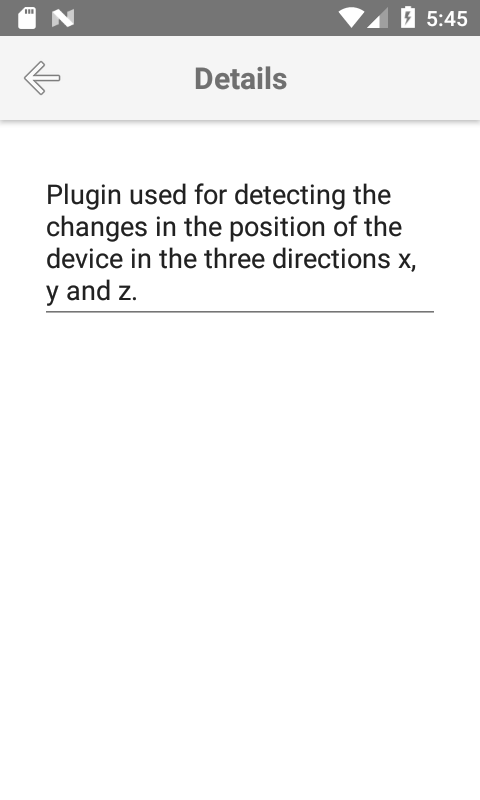 5:45
Details
Plugin used for detecting the
changes in the position of the
device in the three directions x,
y and z.